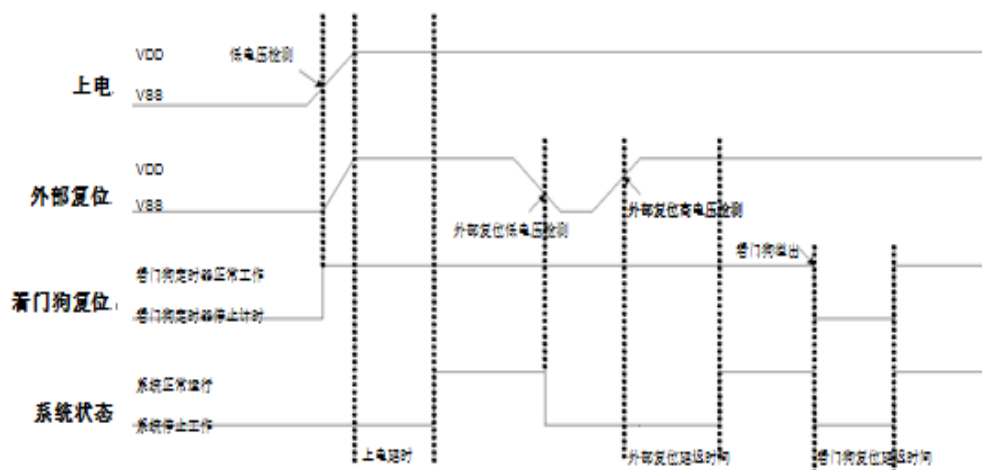 VDD
低电压检测
上电
VSS
VDD
外部复位
VSS
外部复位高电压检测
外部复位低电压检测
看门狗溢出
看门狗定时器正常工作
看门狗复位
看门狗定时器停止计时
系统正常运行
系统状态
系统停止工作
上电延时
外部复位延迟时间
看门狗复位延迟时间